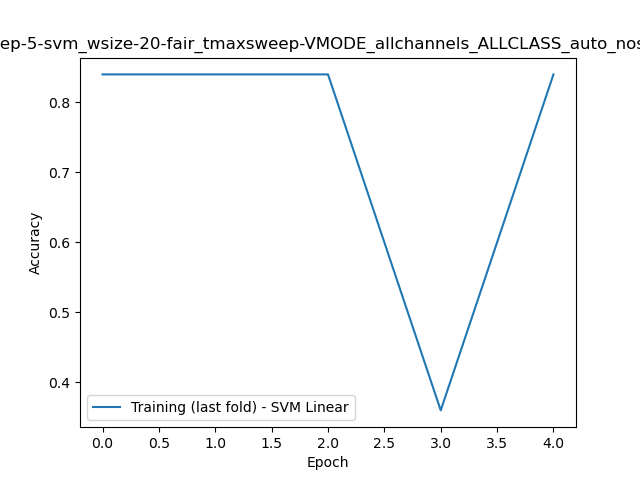 ep-5-svm_wsize-20-fair_tmaxsweep-VMODE_allchannels_ALLCLASS_auto_nos
0.8
0.7
0.6
0.5
0.4
Accuracy
Training (last fold) - SVM Linear
0.0 0.5 1.0 1.5 2.0 2.5 3.0 3.5 4.0
Epoch